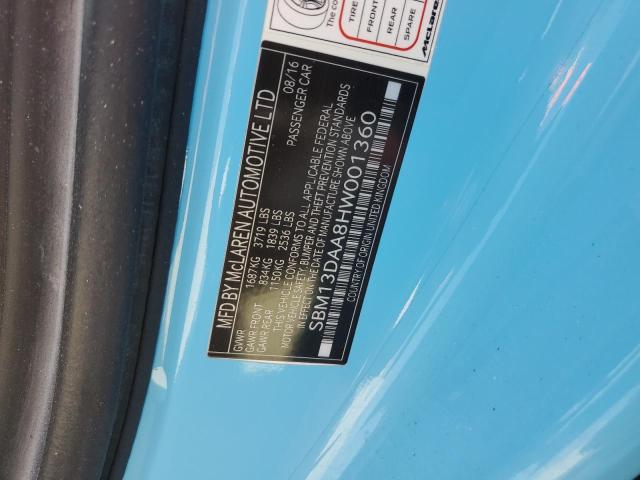 The co
TIRE
FRONT
REAR
SPARE
McLaren
MFD BY McLAREN AUTOMOTIVE LTD
08/16
GVWR 1687KG 3719 LBS
PASSENGER CAR
GAWR FRONT 834KG 1839 LBS
GAWR REAR 1150KG 2536 LBS
THIS VEHICLE CONFORMS TO ALL APPLICABLE FEDERAL
MOTOR VEHICLE SAFETY, BUMPER AND THEFT PREVENTION STANDARDS
IN EFFECT ON THE DATE OF MANUFACTURE SHOWN ABOVE
SBM13DAA8HW001360
COUNTRY OF ORIGIN UNITED KINGDOM